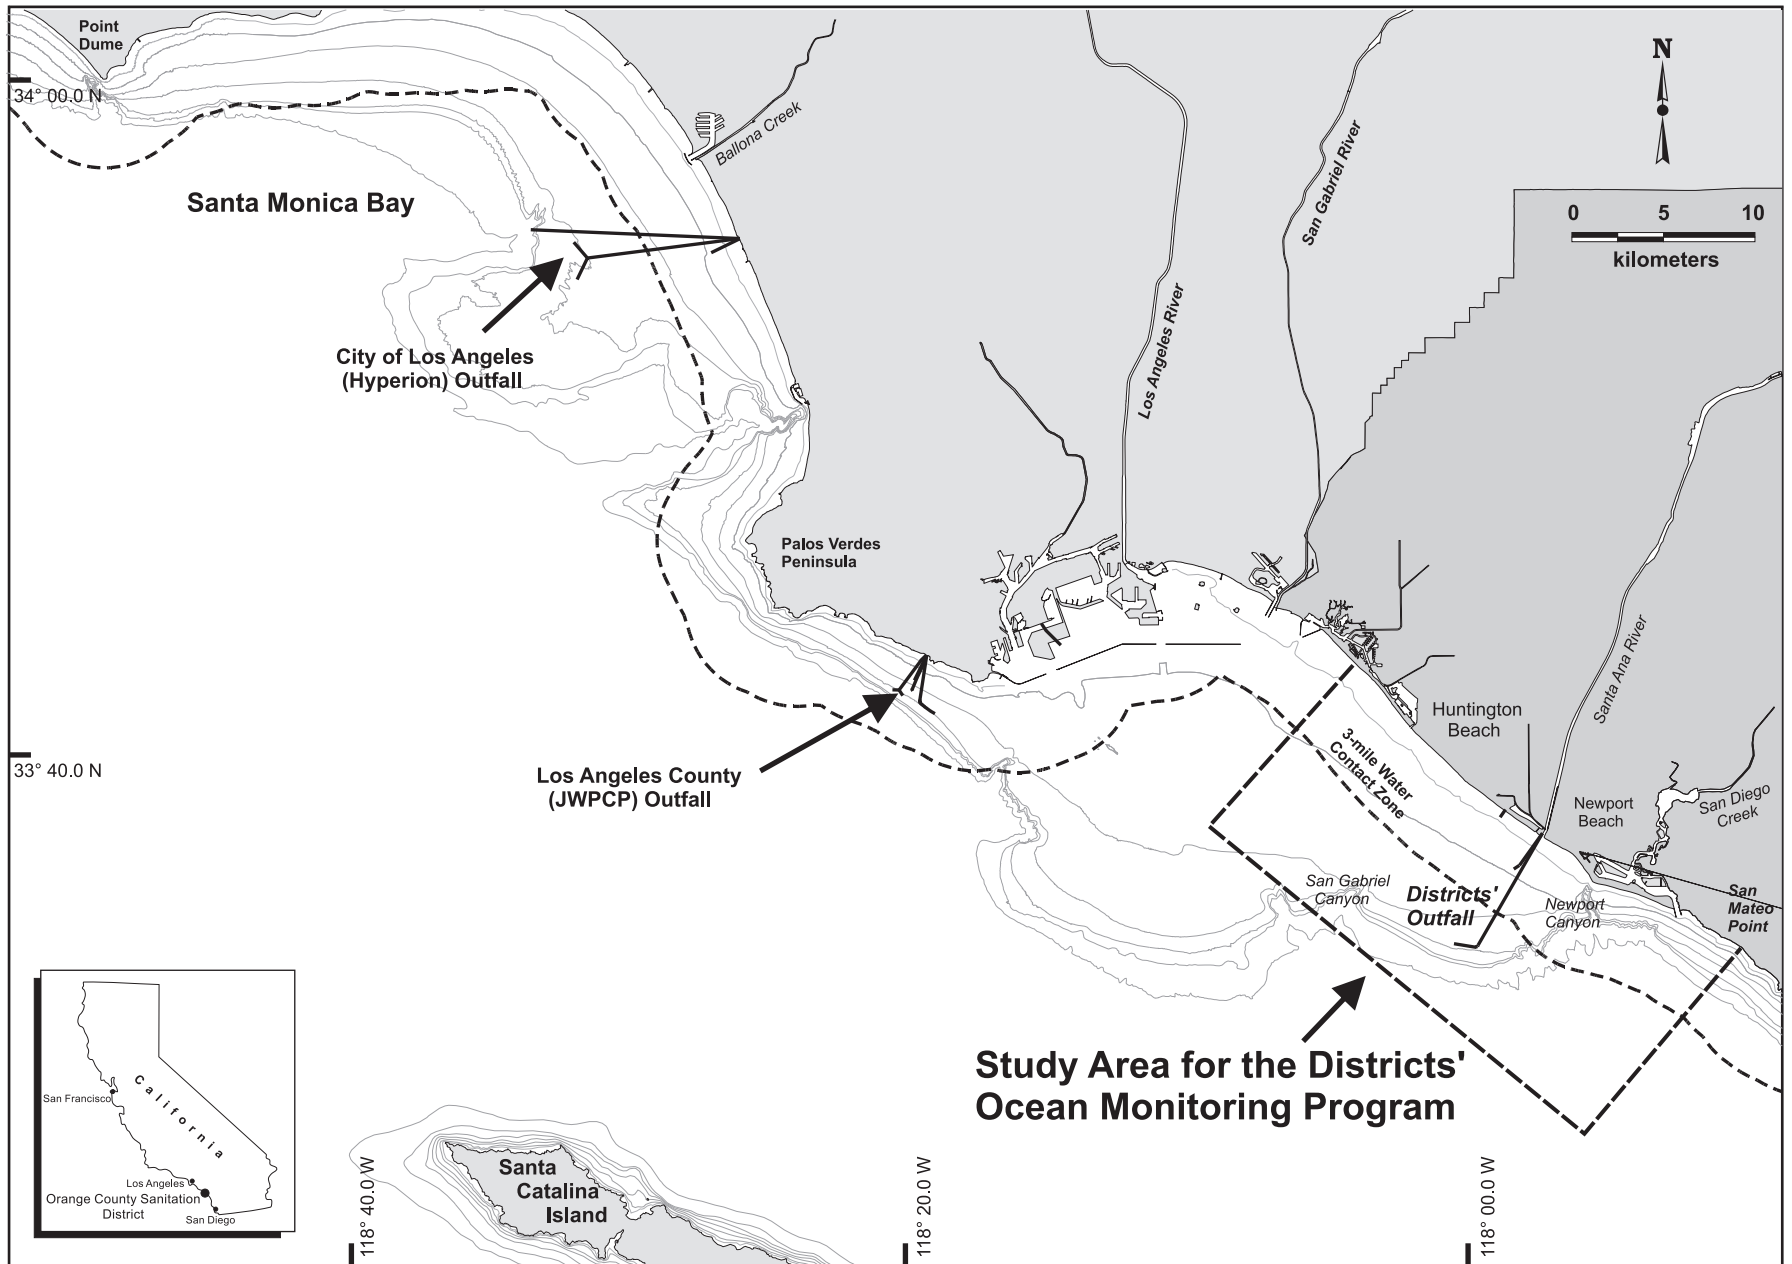 Point
Dume
34° 00.0 N
Santa Monica Bay
Ballona Creek
Los Angeles River
San Gabriel River
N
0 5 10
kilometers
City of Los Angeles
(Hyperion) Outfall
Palos Verdes
Peninsula
Santa Ana River
33° 40.0 N
Los Angeles County
(JWPCP) Outfall
3-mile Water
Contact Zone
Huntington
Beach
Newport
Beach
San Diego
Creek
San Gabriel
Canyon
Districts'
Outfall
Newport
Canyon
San
Mateo
Point
Study Area for the Districts'
Ocean Monitoring Program
California
San Francisco
Los Angeles
Orange County Sanitation
District
San Diego
Santa
Catalina
Island
118° 40.0 W
118° 20.0 W
118° 00.0 W